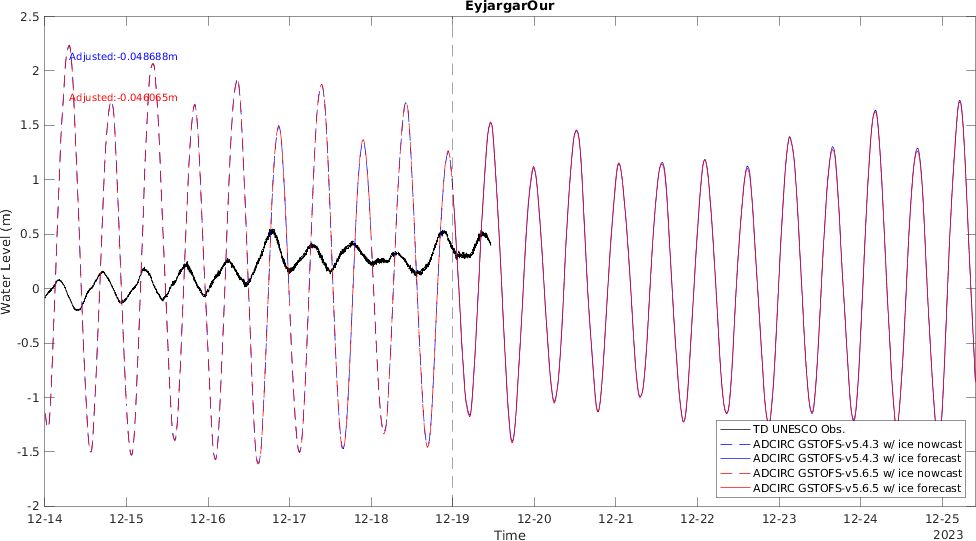 EyjargarOur
2.5
2
1.5
1
0.5
0
-0.5
-1
-1.5
-2
Water Level (m)
Adjusted:-0.048688m
Adjusted:-0.046065m
TD UNESCO Obs.
ADCIRC GSTOFS-v5.4.3 w/ ice nowcast
ADCIRC GSTOFS-v5.4.3 w/ ice forecast
ADCIRC GSTOFS-v5.6.5 w/ ice nowcast
ADCIRC GSTOFS-v5.6.5 w/ ice forecast
12-14 12-15 12-16 12-17 12-18 12-19 12-20 12-21 12-22 12-23 12-24 12-25
Time
2023